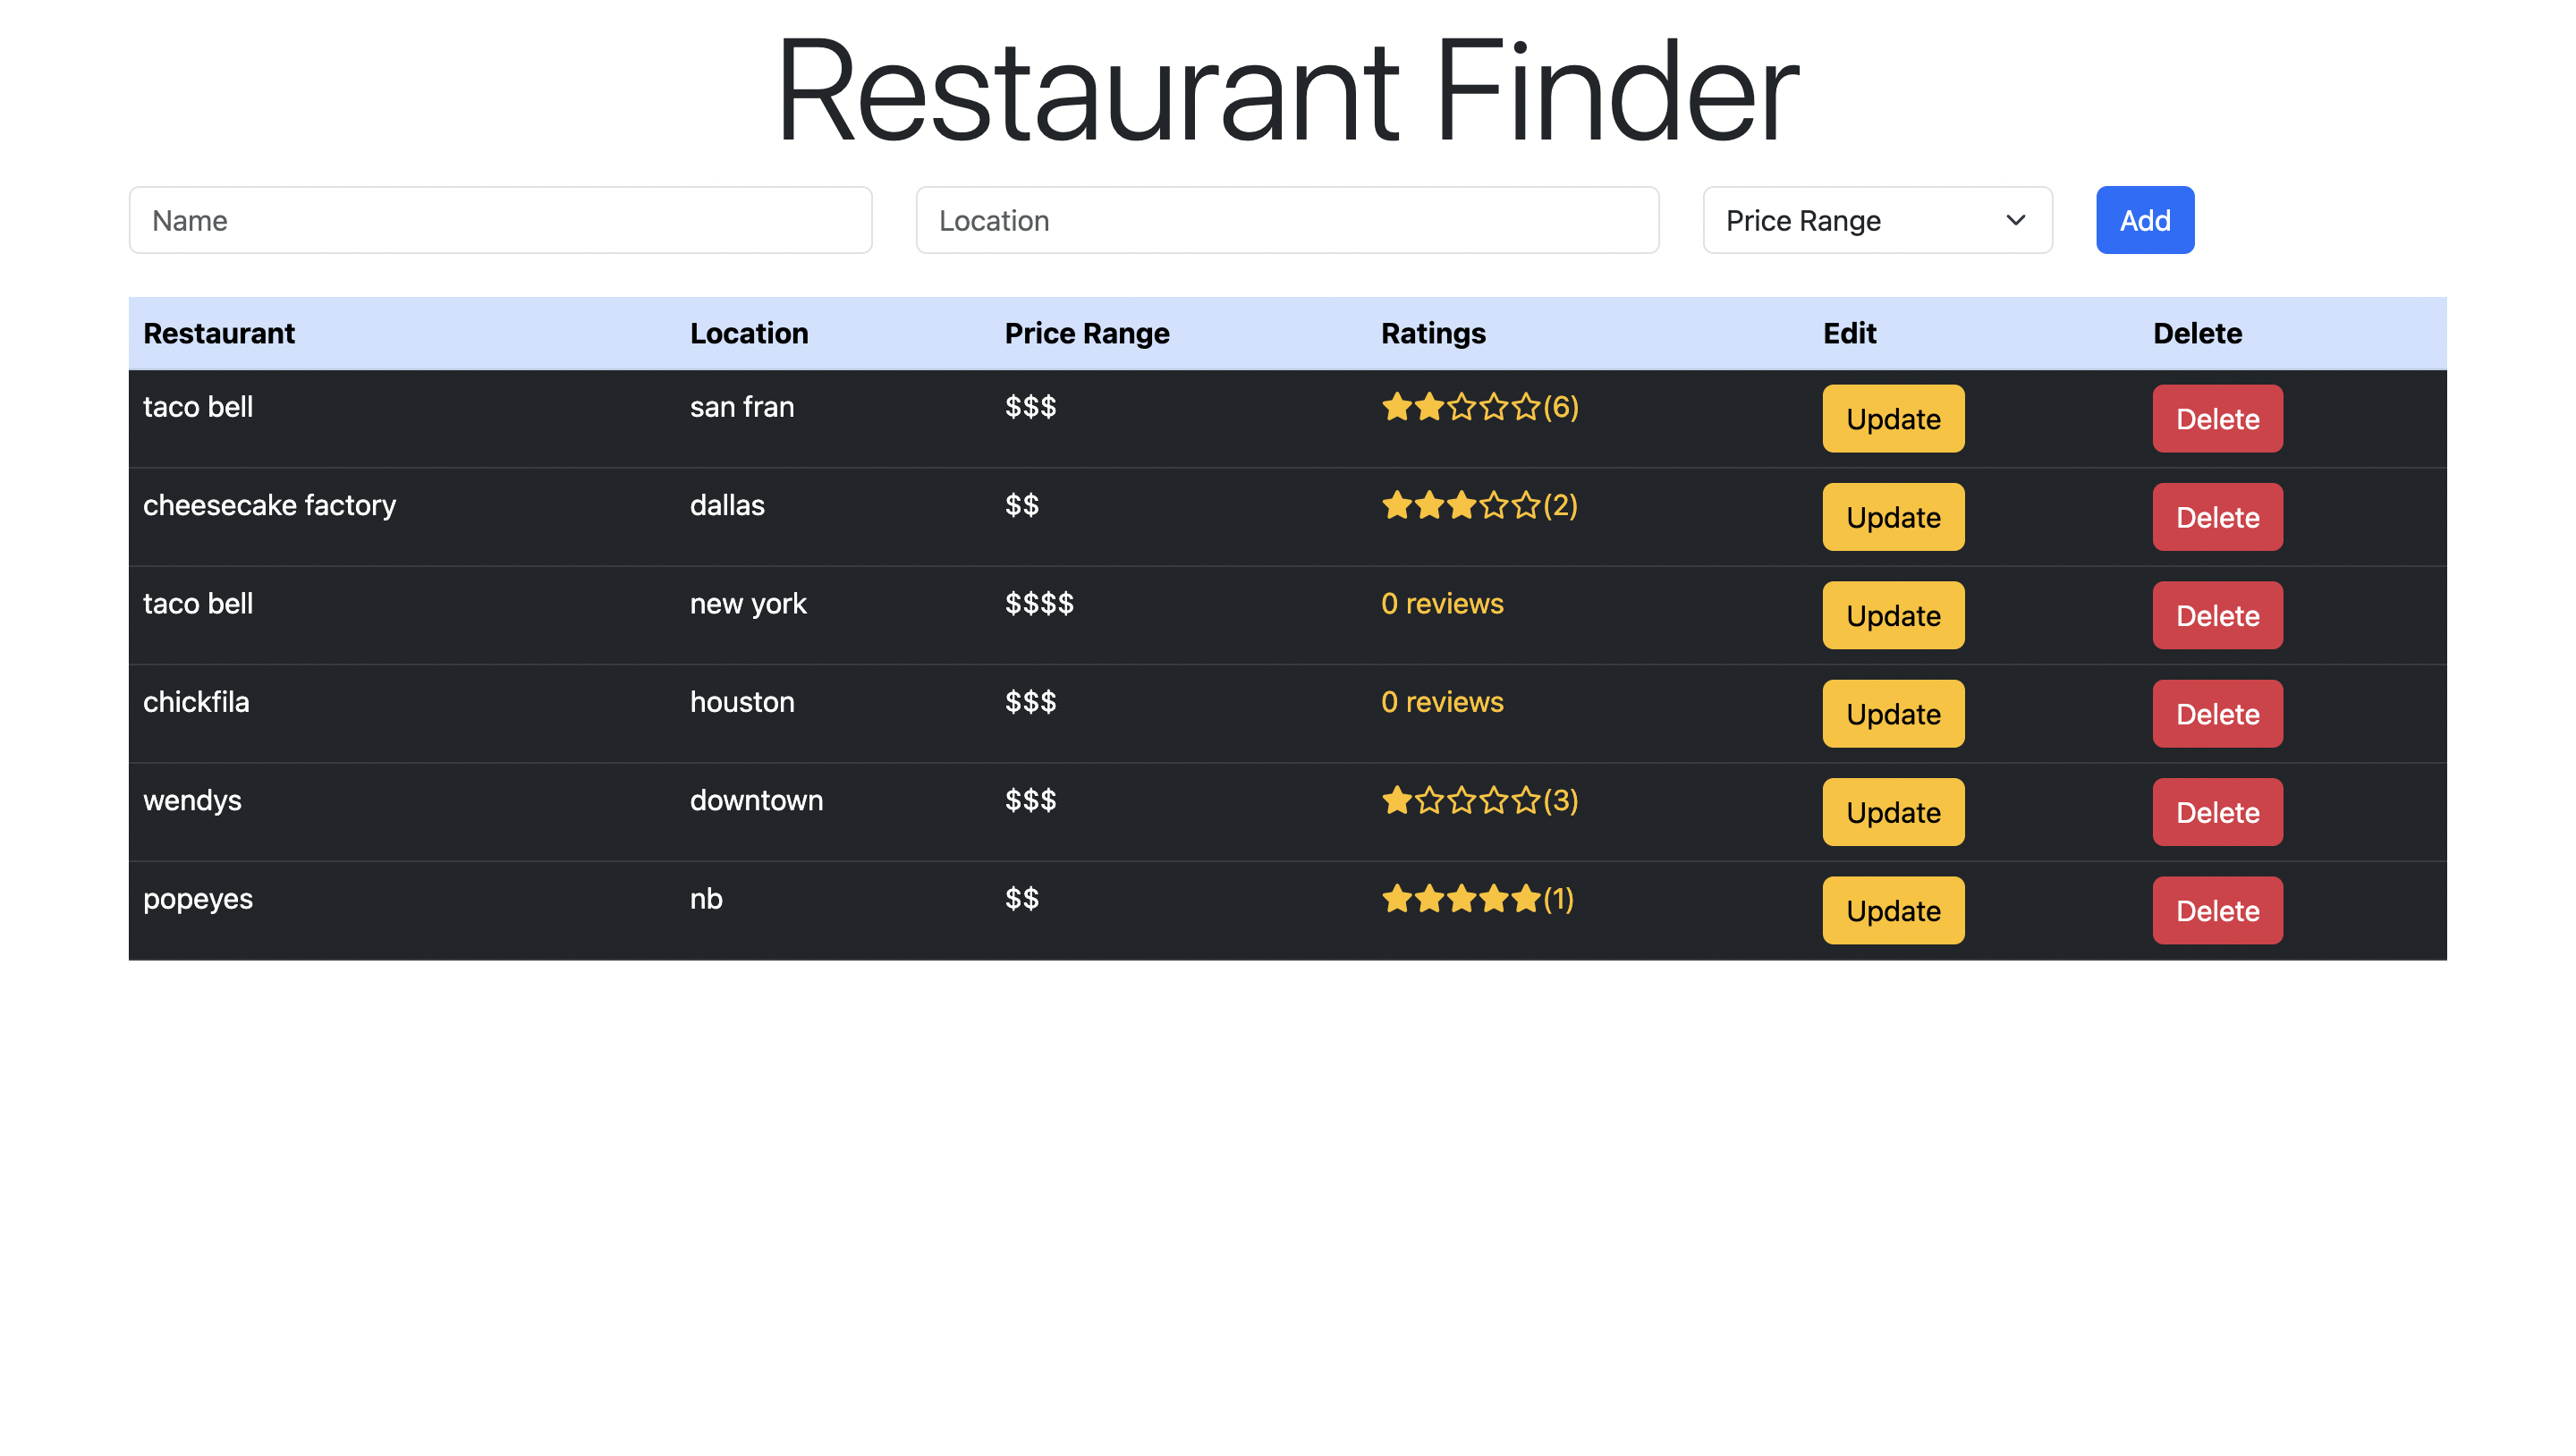 Restaurant Finder
Name Location Price Range Add
Restaurant Location Price Range Ratings Edit Delete
taco bell san fran $$$ (6) Update Delete
cheesecake factory dallas $$ (2) Update Delete
taco bell new york $$$$ 0 reviews Update Delete
chickfila houston $$$ 0 reviews Update Delete
wendys downtown $$$ (3) Update Delete
popeyes nb $$ (1) Update Delete